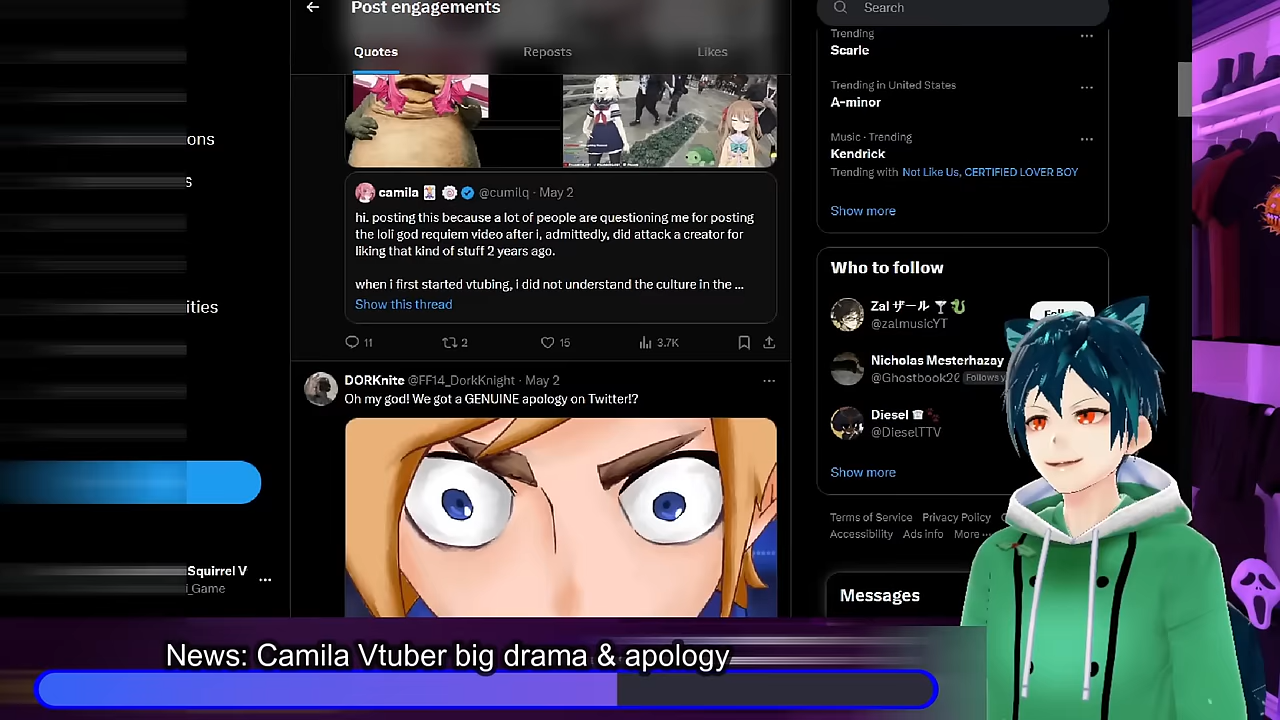 Post engagements
Quotes
Reposts
Likes
camila @cumilq · May 2
hi. posting this because a lot of people are questioning me for posting
the loli god requiem video after i, admittedly, did attack a creator for
liking that kind of stuff 2 years ago.
when i first started vtubing, i did not understand the culture in the ...
Show this thread
11
2
15
3.7K
DORKnite @FF14_DorkKnight · May 2
Oh my god! We got a GENUINE apology on Twitter!?
ons
s
ities
Squirrel V
i_Game
Search
Trending
Scarle
Trending in United States
A-minor
Music · Trending
Kendrick
Trending with Not Like Us, CERTIFIED LOVER BOY
Show more
Who to follow
Zal ザール
@zalmusicYT
Nicholas Mesterhazay
Follows y
Diesel
@DieselTTV
Show more
Terms of Service Privacy Policy
Accessibility Ads info More ...
Messages
News: Camila Vtuber big drama & apology